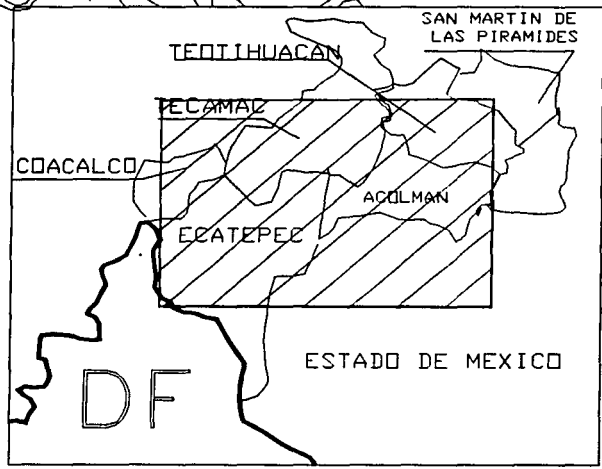 SAN MARTIN DE
LAS PIRAMIDES
TEOTIHUACAN
TECAMAC
COACALCO
ACOLMAN
ECATEPEC
ESTADO DE MEXICO
DF